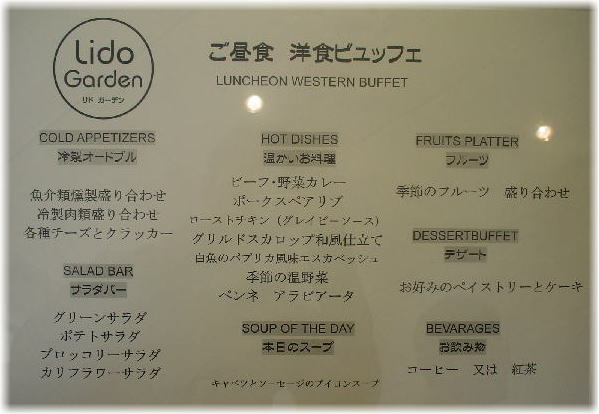 Lido
Garden
リド ガーデン
ご昼食 洋食ビュッフェ
LUNCHEON WESTERN BUFFET
COLD APPETIZERS
冷製オードブル
魚介類燻製盛り合わせ
冷製肉類盛り合わせ
各種チーズとクラッカー
SALAD BAR
サラダバー
グリーンサラダ
ポテトサラダ
ブロッコリーサラダ
カリフラワーサラダ
HOT DISHES
温かいお料理
ビーフ・野菜カレー
ポークスペアリブ
ローストチキン（グレイビーソース）
グリルドスカロップ和風仕立て
白魚のパプリカ風味エスカベッシュ
季節の温野菜
ペンネ アラビアータ
SOUP OF THE DAY
本日のスープ
キャベツとソーセージのブイヨンスープ
FRUITS PLATTER
フルーツ
季節のフルーツ 盛り合わせ
DESSERTBUFFET
デザート
お好みのペイストリーとケーキ
BEVARAGES
お飲み物
コーヒー 又は 紅茶